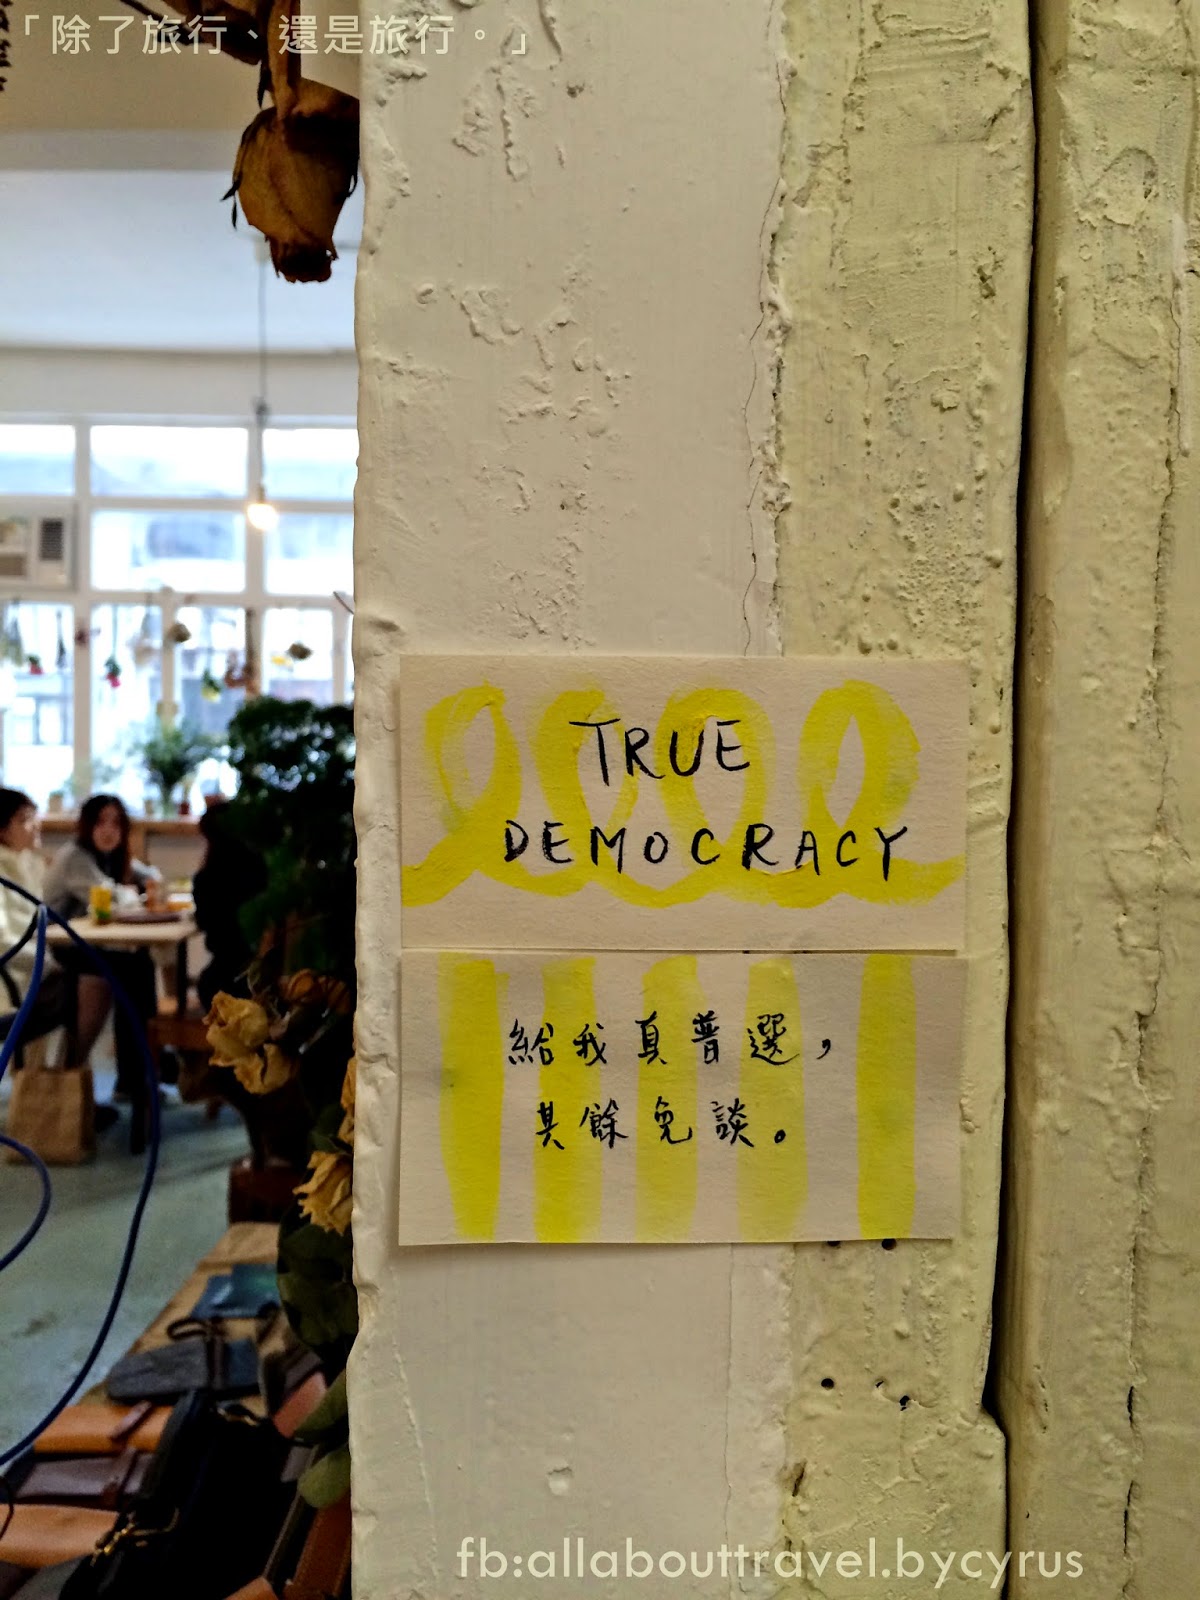 「除了旅行、還是旅行。」
TRUE
DEMOCRACY
給我真普選，
其餘免談。
fb:allabouttravel.bycyrus